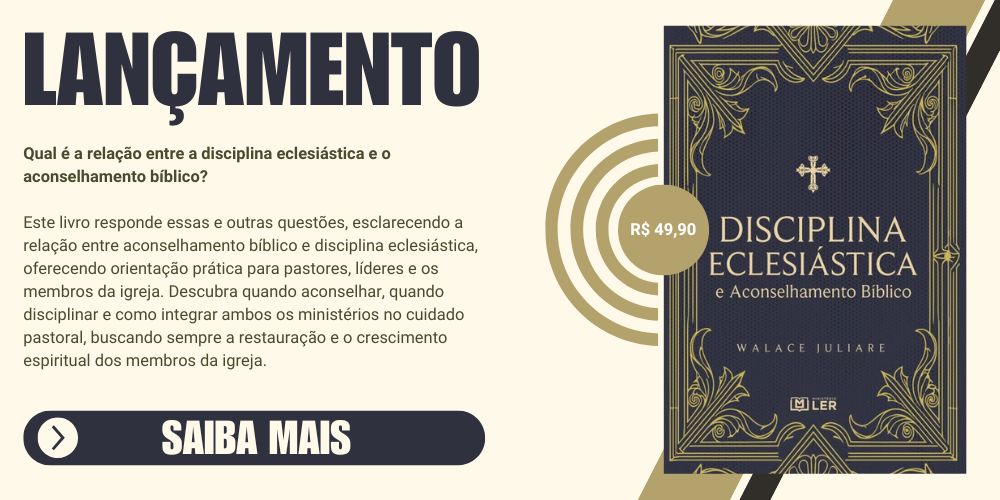 LANÇAMENTO
Qual é a relação entre a disciplina eclesiástica e o
aconselhamento bíblico?
Este livro responde essas e outras questões, esclarecendo a
relação entre aconselhamento bíblico e disciplina eclesiástica,
oferecendo orientação prática para pastores, líderes e os
membros da igreja. Descubra quando aconselhar, quando
disciplinar e como integrar ambos os ministérios no cuidado
pastoral, buscando sempre a restauração e o crescimento
espiritual dos membros da igreja.
SAIBA MAIS
R$ 49,90
DISCIPLINA
ECLESIÁSTICA
e Aconselhamento Bíblico
WALACE JULIARE
MINISTÉRIO
LER